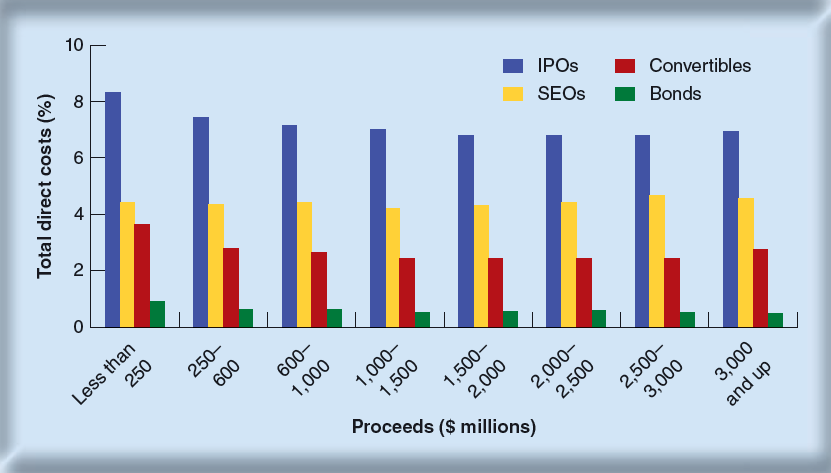 Total direct costs (%)
10
8
6
4
2
0
IPOs
Convertibles
SEOs
Bonds
Less than
250
250–
600
600–
1,000
1,000–
1,500
1,500–
2,000
2,000–
2,500
2,500–
3,000
3,000
and up
Proceeds ($ millions)